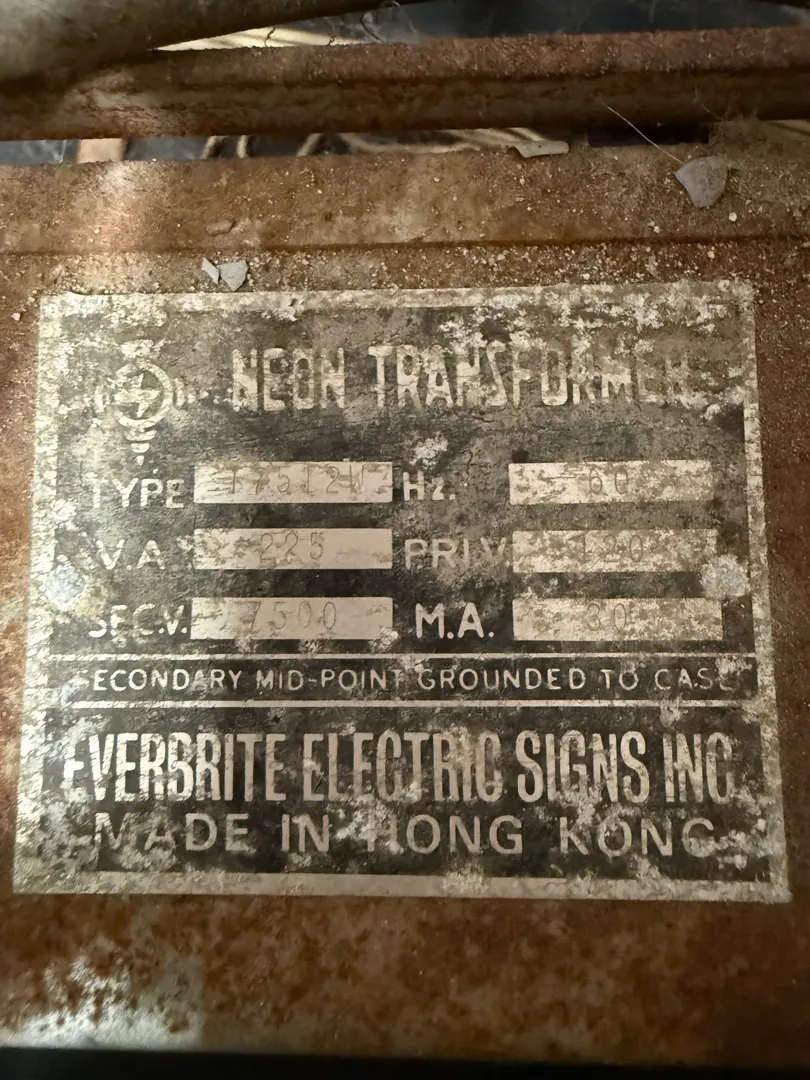 NEON TRANSFORMER
TYPE T7512W Hz. 60
V.A 225 PRI.V 120
SEC.V. 7500 M.A. 30
SECONDARY MID-POINT GROUNDED TO CASE
EVERBRITE ELECTRIC SIGNS INC.
MADE IN HONG KONG